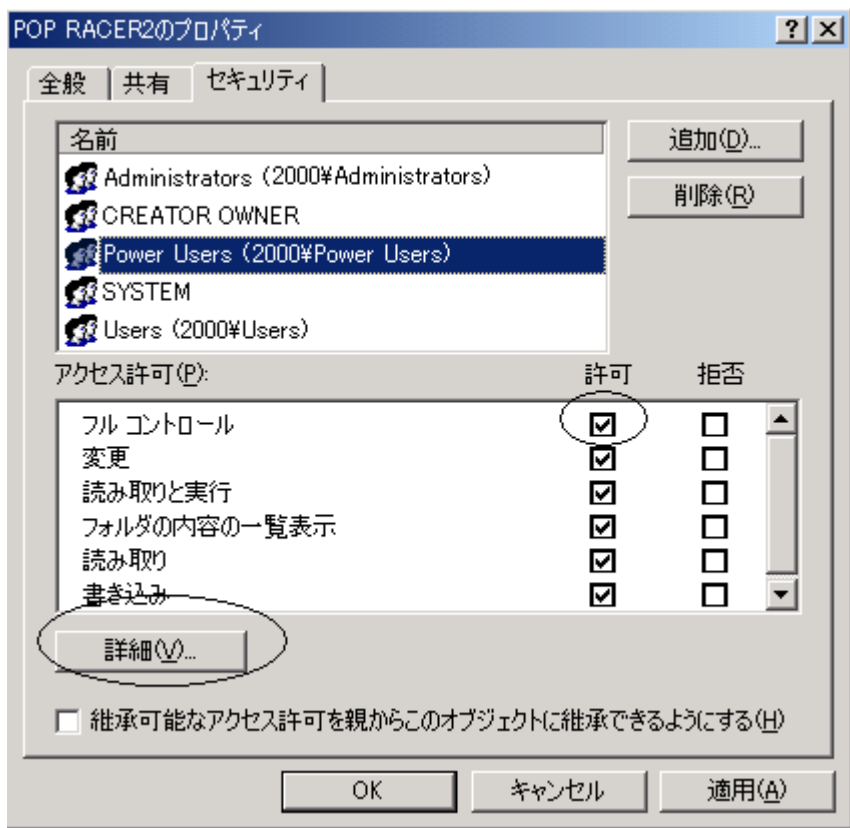 POP RACER2のプロパティ
全般 共有 セキュリティ
名前
追加(D)...
Administrators (2000¥Administrators)
削除(R)
CREATOR OWNER
Power Users (2000¥Power Users)
SYSTEM
Users (2000¥Users)
アクセス許可(P): 許可 拒否
フル コントロール
変更
読み取りと実行
フォルダの内容の一覧表示
読み取り
書き込み
詳細(V)...
継承可能なアクセス許可を親からこのオブジェクトに継承できるようにする(H)
OK キャンセル 適用(A)